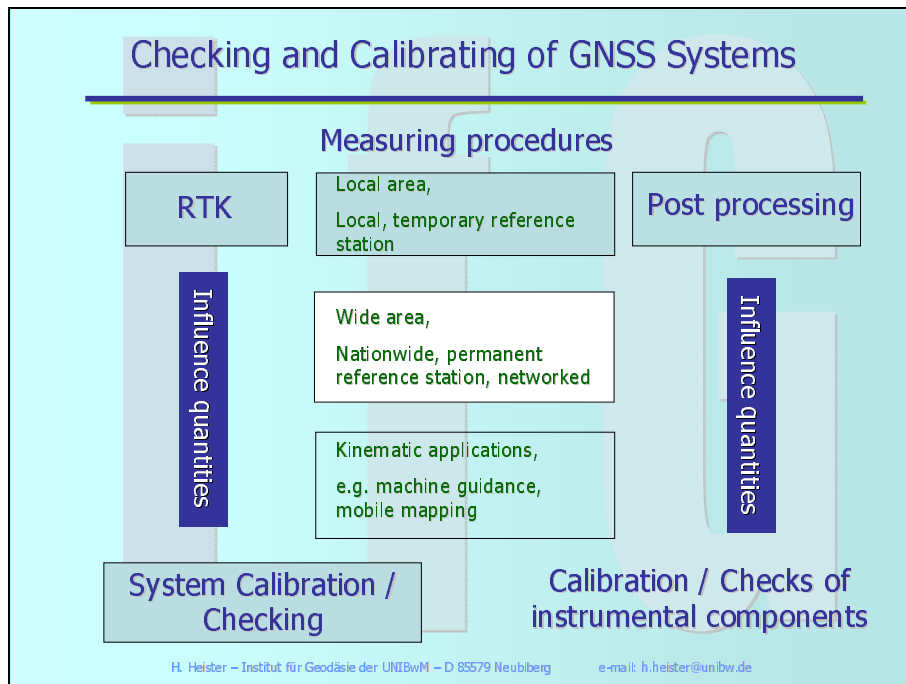 Checking and Calibrating of GNSS Systems
Measuring procedures
RTK
Local area,
Local, temporary reference
station
Post processing
Influence quantities
Wide area,
Nationwide, permanent
reference station, networked
Influence quantities
Kinematic applications,
e.g. machine guidance,
mobile mapping
System Calibration /
Checking
Calibration / Checks of
instrumental components
H. Heister – Institut für Geodäsie der UNIBwM – D 85579 Neubiberg e-mail: h.heister@unibw.de
ifG